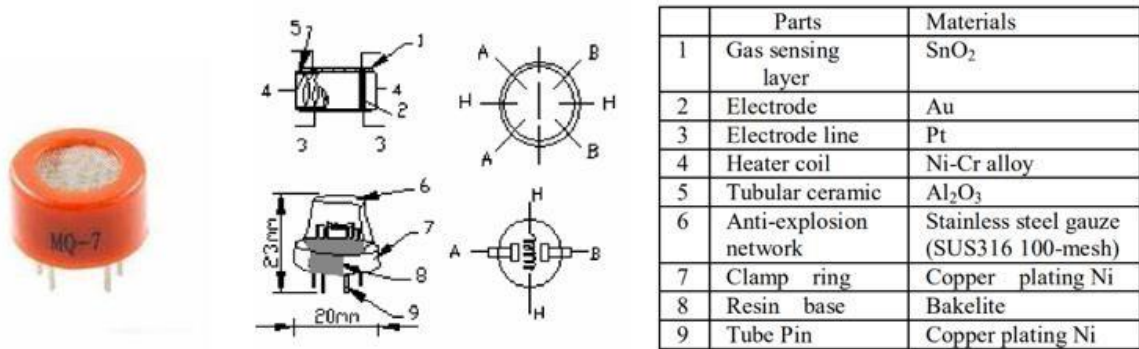 MQ-7
5
1
4
4
2
3
3
A
B
H
H
A
B
6
23mm
7
8
20mm
9
H
A
B
H
Parts Materials
1 Gas sensing layer SnO₂
2 Electrode Au
3 Electrode line Pt
4 Heater coil Ni-Cr alloy
5 Tubular ceramic Al₂O₃
6 Anti-explosion network Stainless steel gauze (SUS316 100-mesh)
7 Clamp ring Copper plating Ni
8 Resin base Bakelite
9 Tube Pin Copper plating Ni